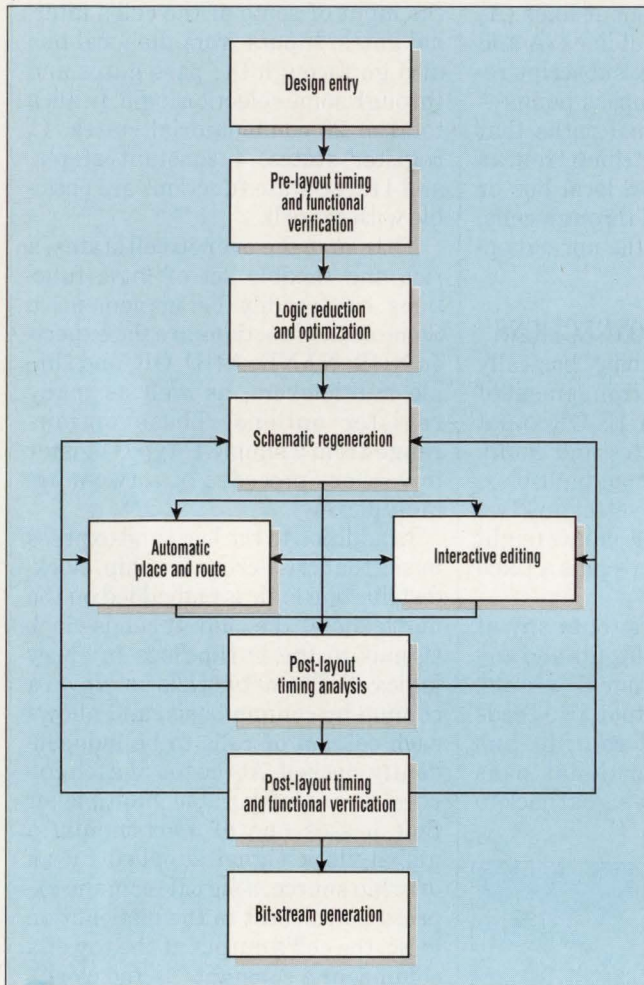 Design entry
Pre-layout timing
and functional
verification
Logic reduction
and optimization
Schematic regeneration
Automatic
place and route
Interactive editing
Post-layout
timing analysis
Post-layout timing
and functional verification
Bit-stream generation